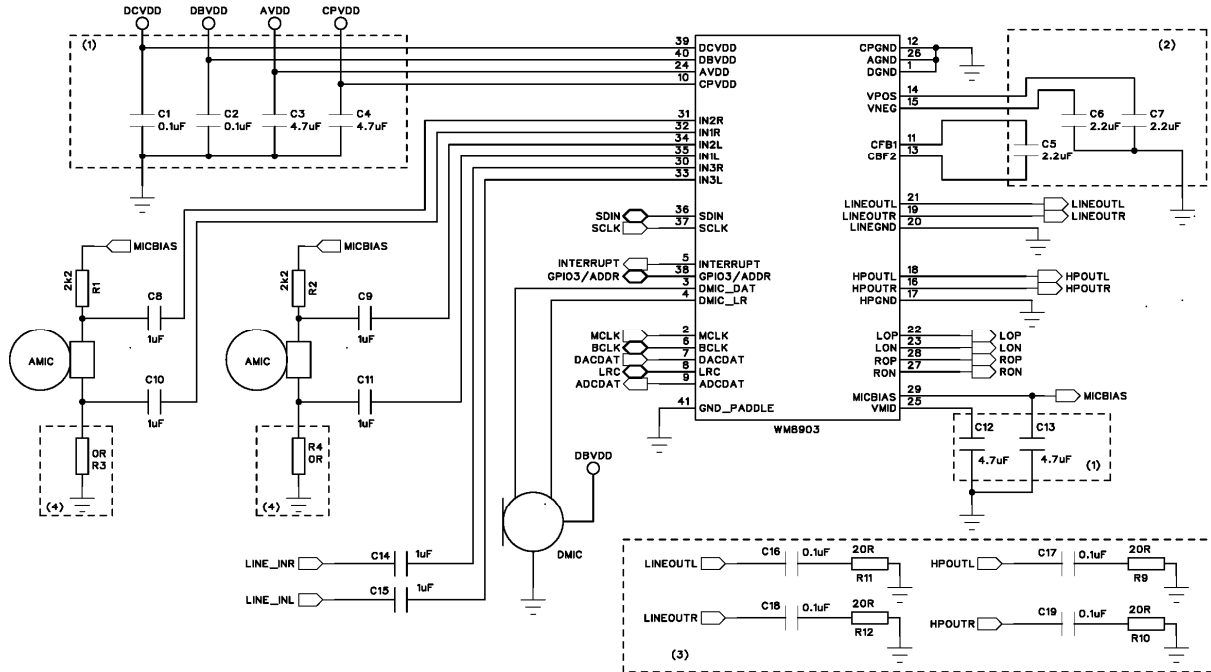 DCVDD DBVDD AVDD CPVDD
(1)
C1 0.1uF
C2 0.1uF
C3 4.7uF
C4 4.7uF
39 DCVDD
40 DBVDD
24 AVDD
10 CPVDD
31 IN2R
32 IN1R
34 IN2L
35 IN1L
30 IN3R
33 IN3L
SDIN 36 SDIN
SCLK 37 SCLK
INTERRUPT 5 INTERRUPT
GPIO3/ADDR 38 GPIO3/ADDR
3 DMIC_DAT
4 DMIC_LR
MCLK 2 MCLK
BCLK 6 BCLK
DACDAT 7 DACDAT
LRC 8 LRC
ADCDAT 9 ADCDAT
41 GND_PADDLE
WM8903
CPGND 12
AGND 26
DGND 1
VPOS 14
VNEG 15
CFB1 11
CBF2 13
(2)
C6 2.2uF
C7 2.2uF
C5 2.2uF
LINEOUTL 21 LINEOUTL
LINEOUTR 19 LINEOUTR
LINEGND 20
HPOUTL 18 HPOUTL
HPOUTR 16 HPOUTR
HPGND 17
LOP 22 LOP
LON 23 LON
ROP 28 ROP
RON 27 RON
MICBIAS 29 MICBIAS
VMID 25
C12 4.7uF
C13 4.7uF
(1)
MICBIAS
2k2 R1
C8 1uF
AMIC
C10 1uF
0R R3
(4)
MICBIAS
2k2 R2
C9 1uF
AMIC
C11 1uF
R4 0R
(4)
DBVDD
DMIC
LINE_INR C14 1uF
LINE_INL C15 1uF
LINEOUTL C16 0.1uF 20R R11
HPOUTL C17 0.1uF 20R R9
LINEOUTR C18 0.1uF 20R R12
HPOUTR C19 0.1uF 20R R10
(3)